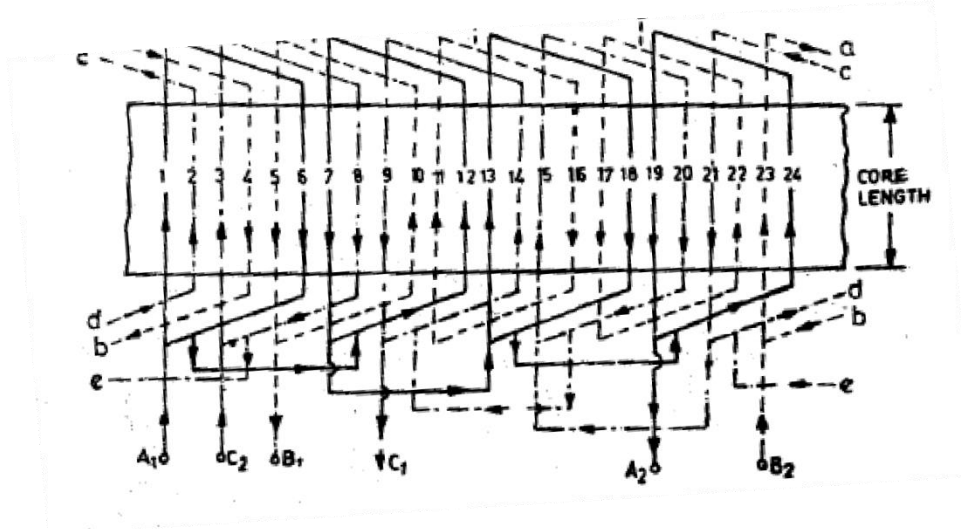 c a
c
1 2 3 4 5 6 7 8 9 10 11 12 13 14 15 16 17 18 19 20 21 22 23 24 CORE
LENGTH
d d
b b
e e
A1 C2 B1 C1 A2 B2